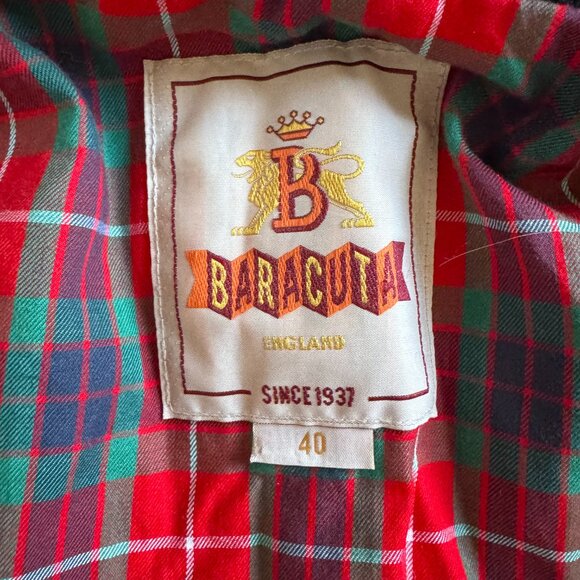 B
BARACUTA
ENGLAND
SINCE 1937
40